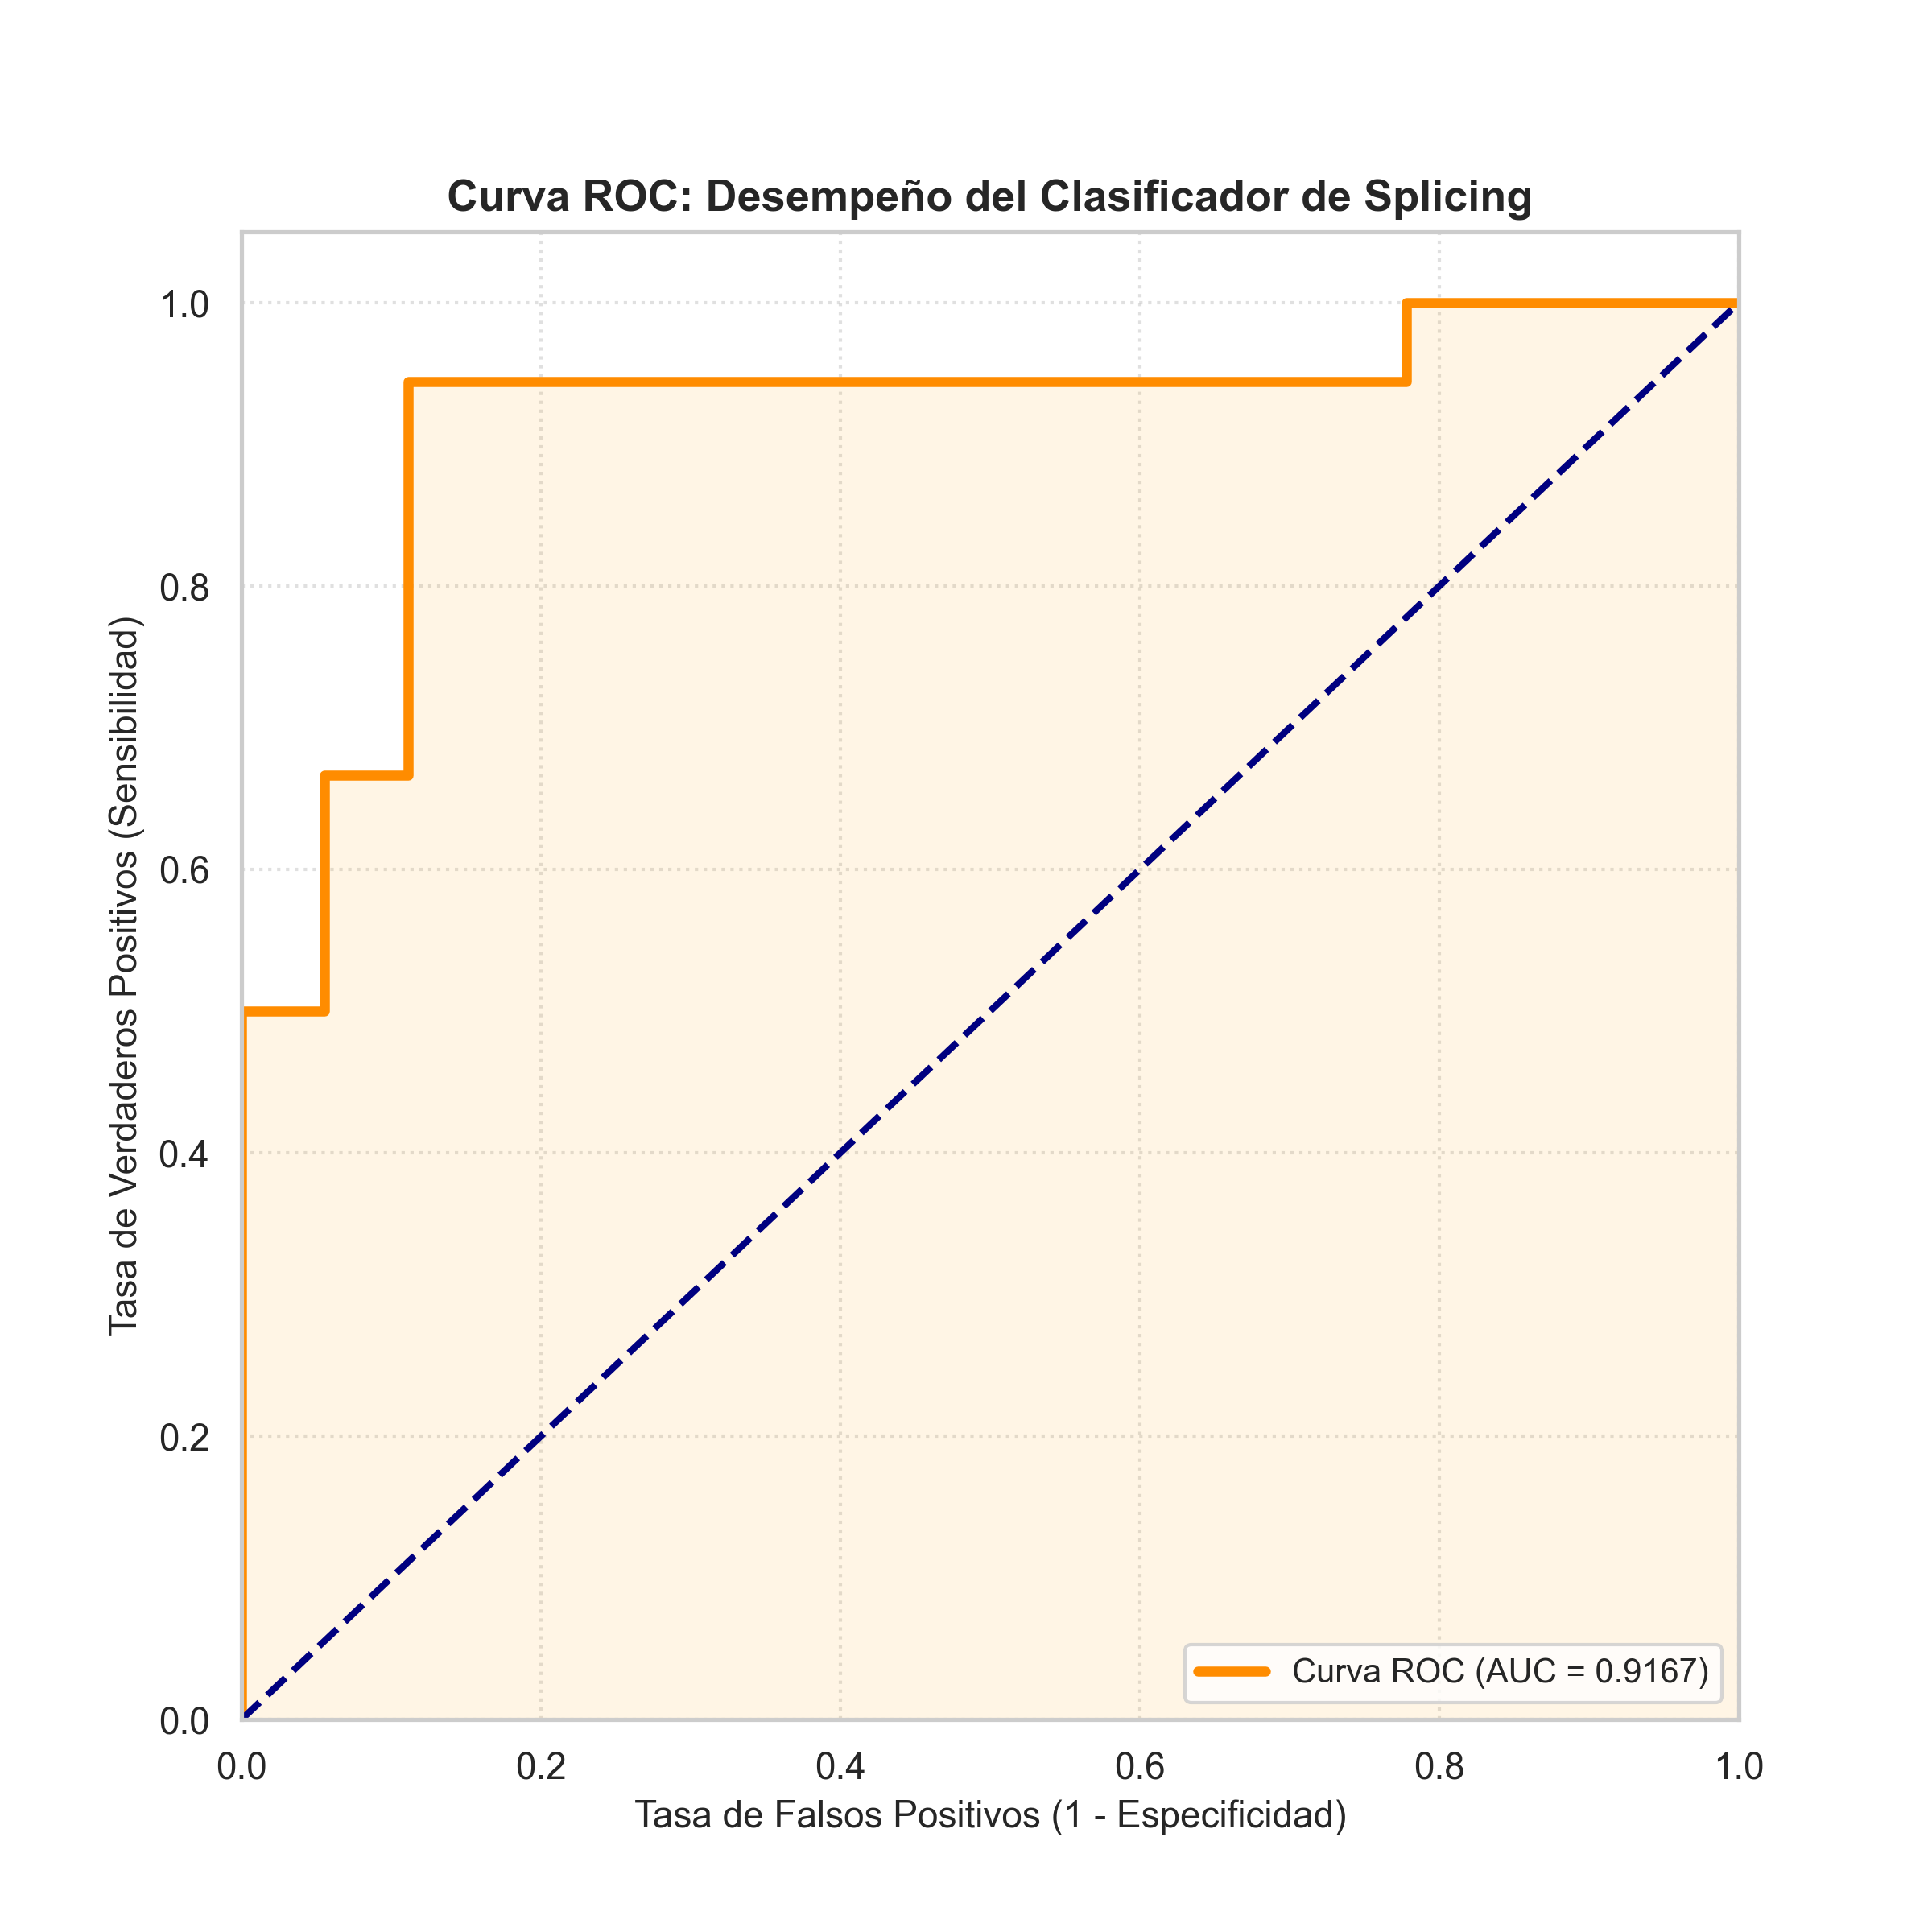 Curva ROC: Desempeño del Clasificador de Splicing
Tasa de Verdaderos Positivos (Sensibilidad)
1.0
0.8
0.6
0.4
0.2
0.0
Curva ROC (AUC = 0.9167)
0.0 0.2 0.4 0.6 0.8 1.0
Tasa de Falsos Positivos (1 - Especificidad)